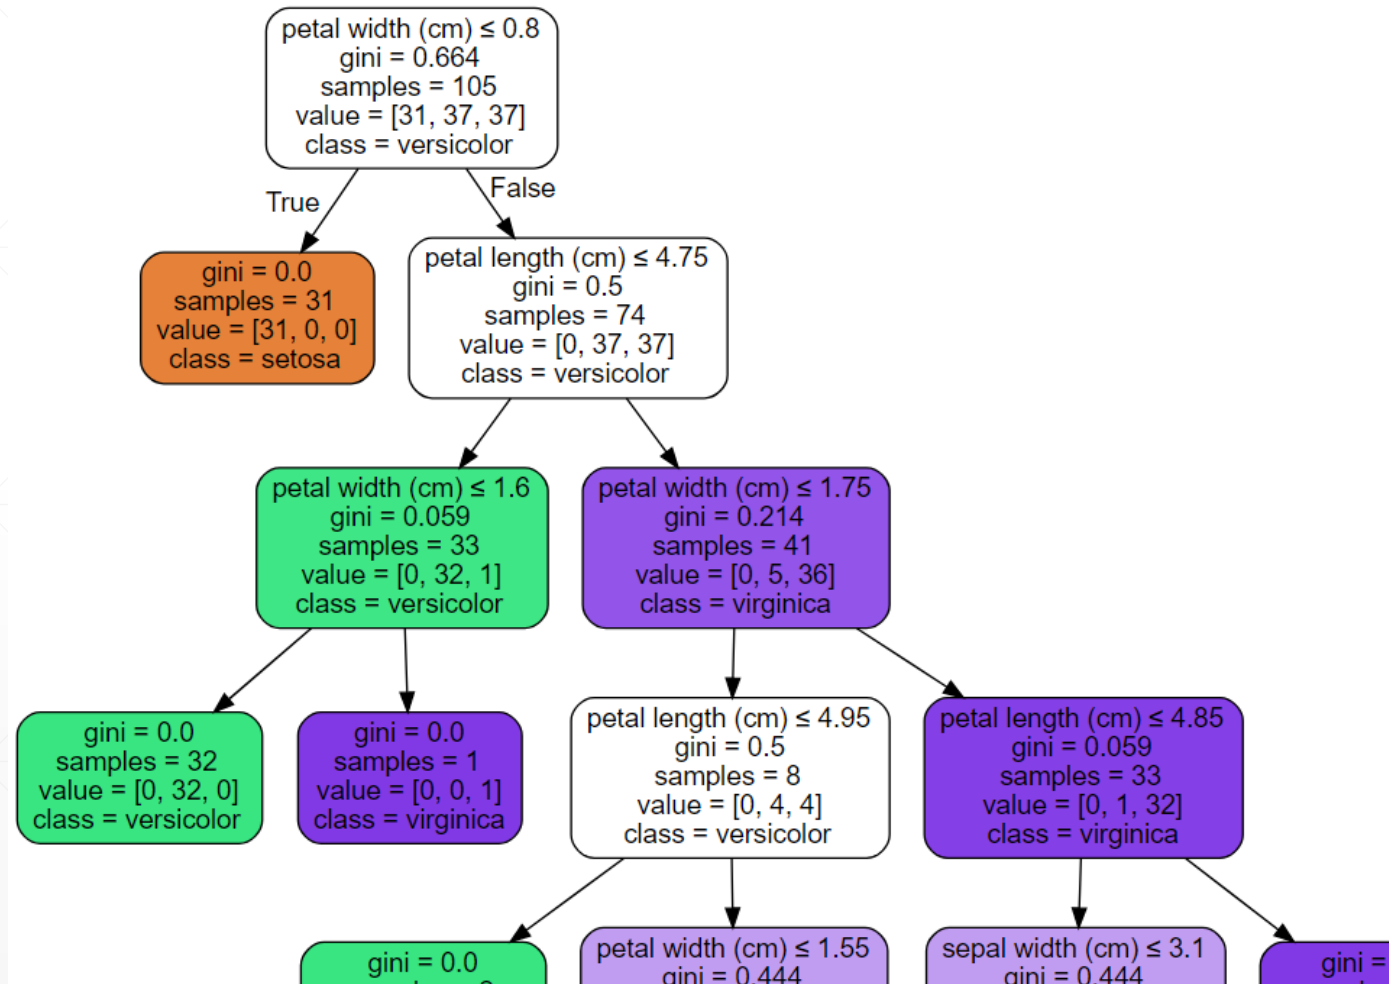 petal width (cm) ≤ 0.8
gini = 0.664
samples = 105
value = [31, 37, 37]
class = versicolor
True
False
gini = 0.0
samples = 31
value = [31, 0, 0]
class = setosa
petal length (cm) ≤ 4.75
gini = 0.5
samples = 74
value = [0, 37, 37]
class = versicolor
petal width (cm) ≤ 1.6
gini = 0.059
samples = 33
value = [0, 32, 1]
class = versicolor
petal width (cm) ≤ 1.75
gini = 0.214
samples = 41
value = [0, 5, 36]
class = virginica
gini = 0.0
samples = 32
value = [0, 32, 0]
class = versicolor
gini = 0.0
samples = 1
value = [0, 0, 1]
class = virginica
petal length (cm) ≤ 4.95
gini = 0.5
samples = 8
value = [0, 4, 4]
class = versicolor
petal length (cm) ≤ 4.85
gini = 0.059
samples = 33
value = [0, 1, 32]
class = virginica
gini = 0.0
petal width (cm) ≤ 1.55
gini = 0.444
sepal width (cm) ≤ 3.1
gini = 0.444
gini =